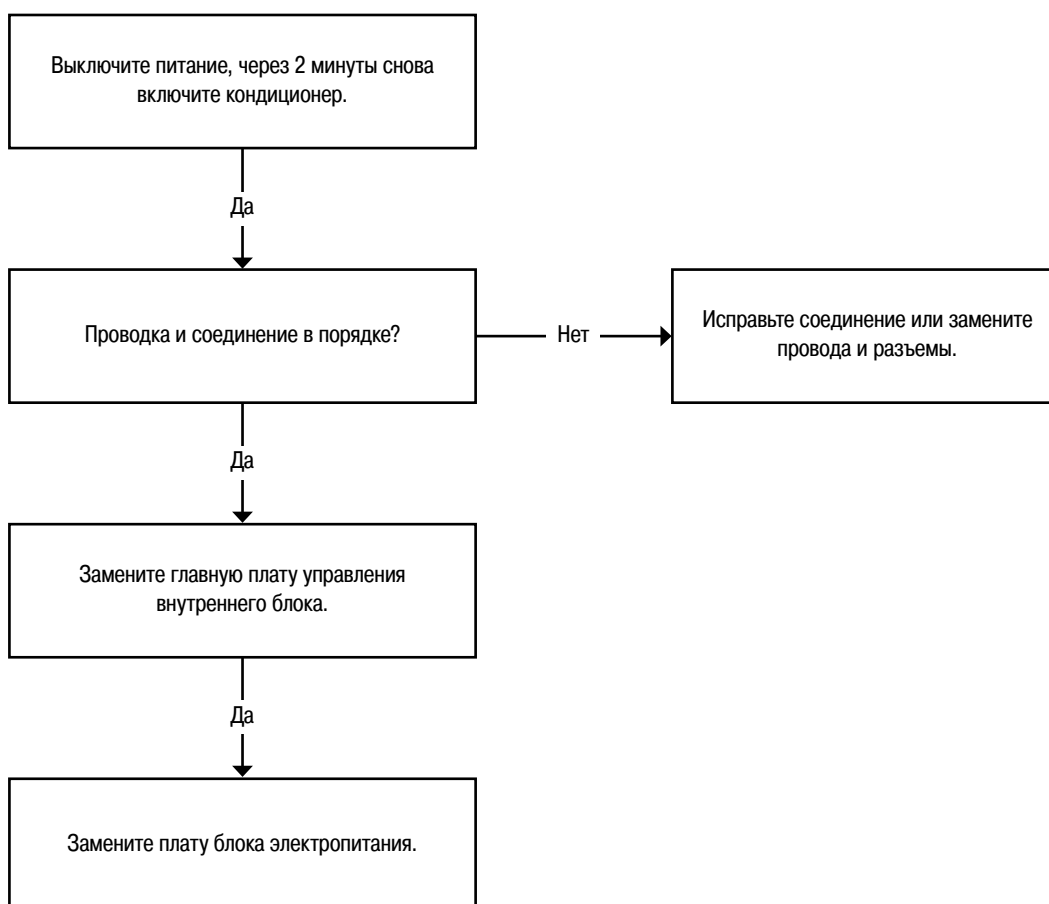 Выключите питание, через 2 минуты снова
включите кондиционер.
Да
Проводка и соединение в порядке?
Нет
Исправьте соединение или замените
провода и разъемы.
Да
Замените главную плату управления
внутреннего блока.
Да
Замените плату блока электропитания.